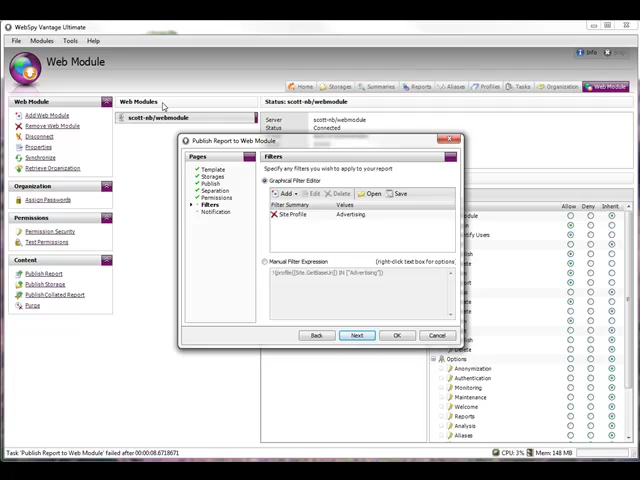 WebSpy Vantage Ultimate
File Modules Tools Help
Info
Web Module
Home Storages Summaries Reports Aliases Profiles Tasks Organization Web Module
Web Module
Add Web Module
Remove Web Module
Disconnect
Properties
Synchronize
Retrieve Organization
Organization
Assign Passwords
Permissions
Permission Security
Test Permissions
Content
Publish Report
Publish Storage
Publish Collated Report
Purge
Web Modules
scott-nb/webmodule
Status: scott-nb/webmodule
Server scott-nb/webmodule
Status Connected
Publish Report to Web Module
Pages
Template
Storages
Publish
Separation
Permissions
Filters
Notification
Filters
Specify any filters you wish to apply to your report
Graphical Filter Editor
Add Edit Delete Open Save
Filter Summary Values
Site Profile Advertising
Manual Filter Expression (right-click text box for options)
Back Next OK Cancel
Allow Deny Inherit
Options
Anonymization
Authentication
Monitoring
Maintenance
Welcome
Reports
Analysis
Aliases
Task 'Publish Report to Web Module' failed after 00:00:08.6718671
CPU: 3% Mem: 148 MB